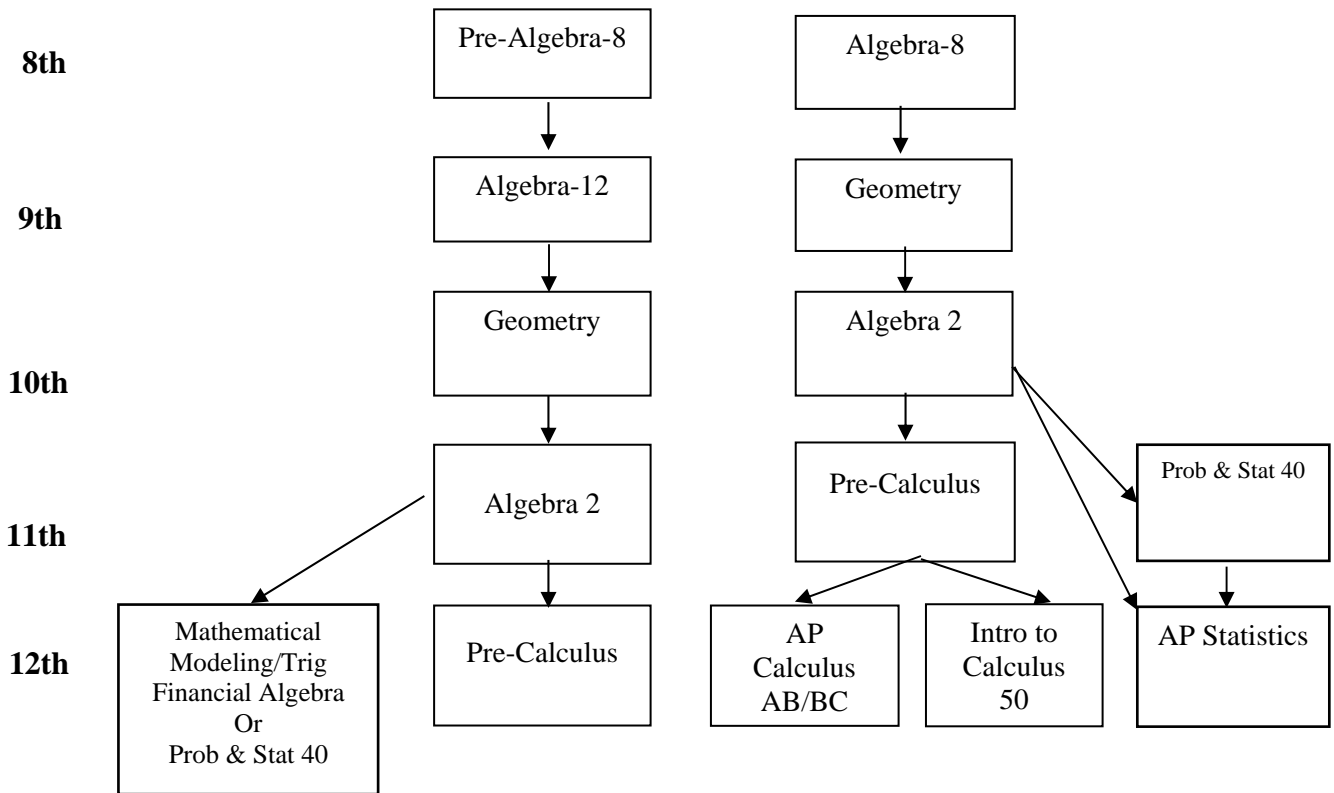 8th
Pre-Algebra-8
Algebra-8
9th
Algebra-12
Geometry
10th
Geometry
Algebra 2
11th
Algebra 2
Pre-Calculus
Prob & Stat 40
12th
Mathematical
Modeling/Trig
Financial Algebra
Or
Prob & Stat 40
Pre-Calculus
AP
Calculus
AB/BC
Intro to
Calculus
50
AP Statistics